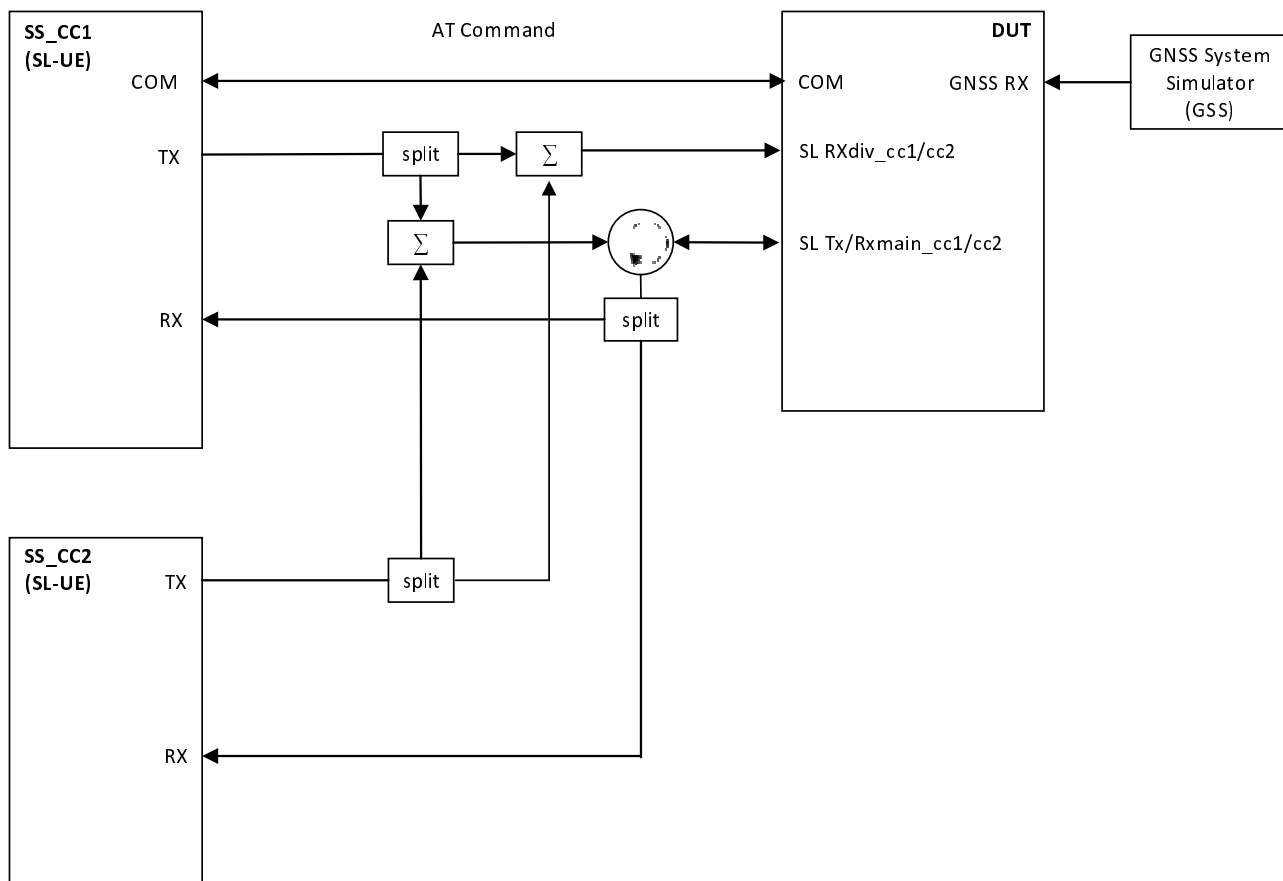 SS_CC1
(SL-UE)
AT Command
DUT
COM
COM
GNSS RX
GNSS System
Simulator
(GSS)
TX
split
∑
SL RXdiv_cc1/cc2
∑
SL Tx/Rxmain_cc1/cc2
RX
split
SS_CC2
(SL-UE)
TX
split
RX